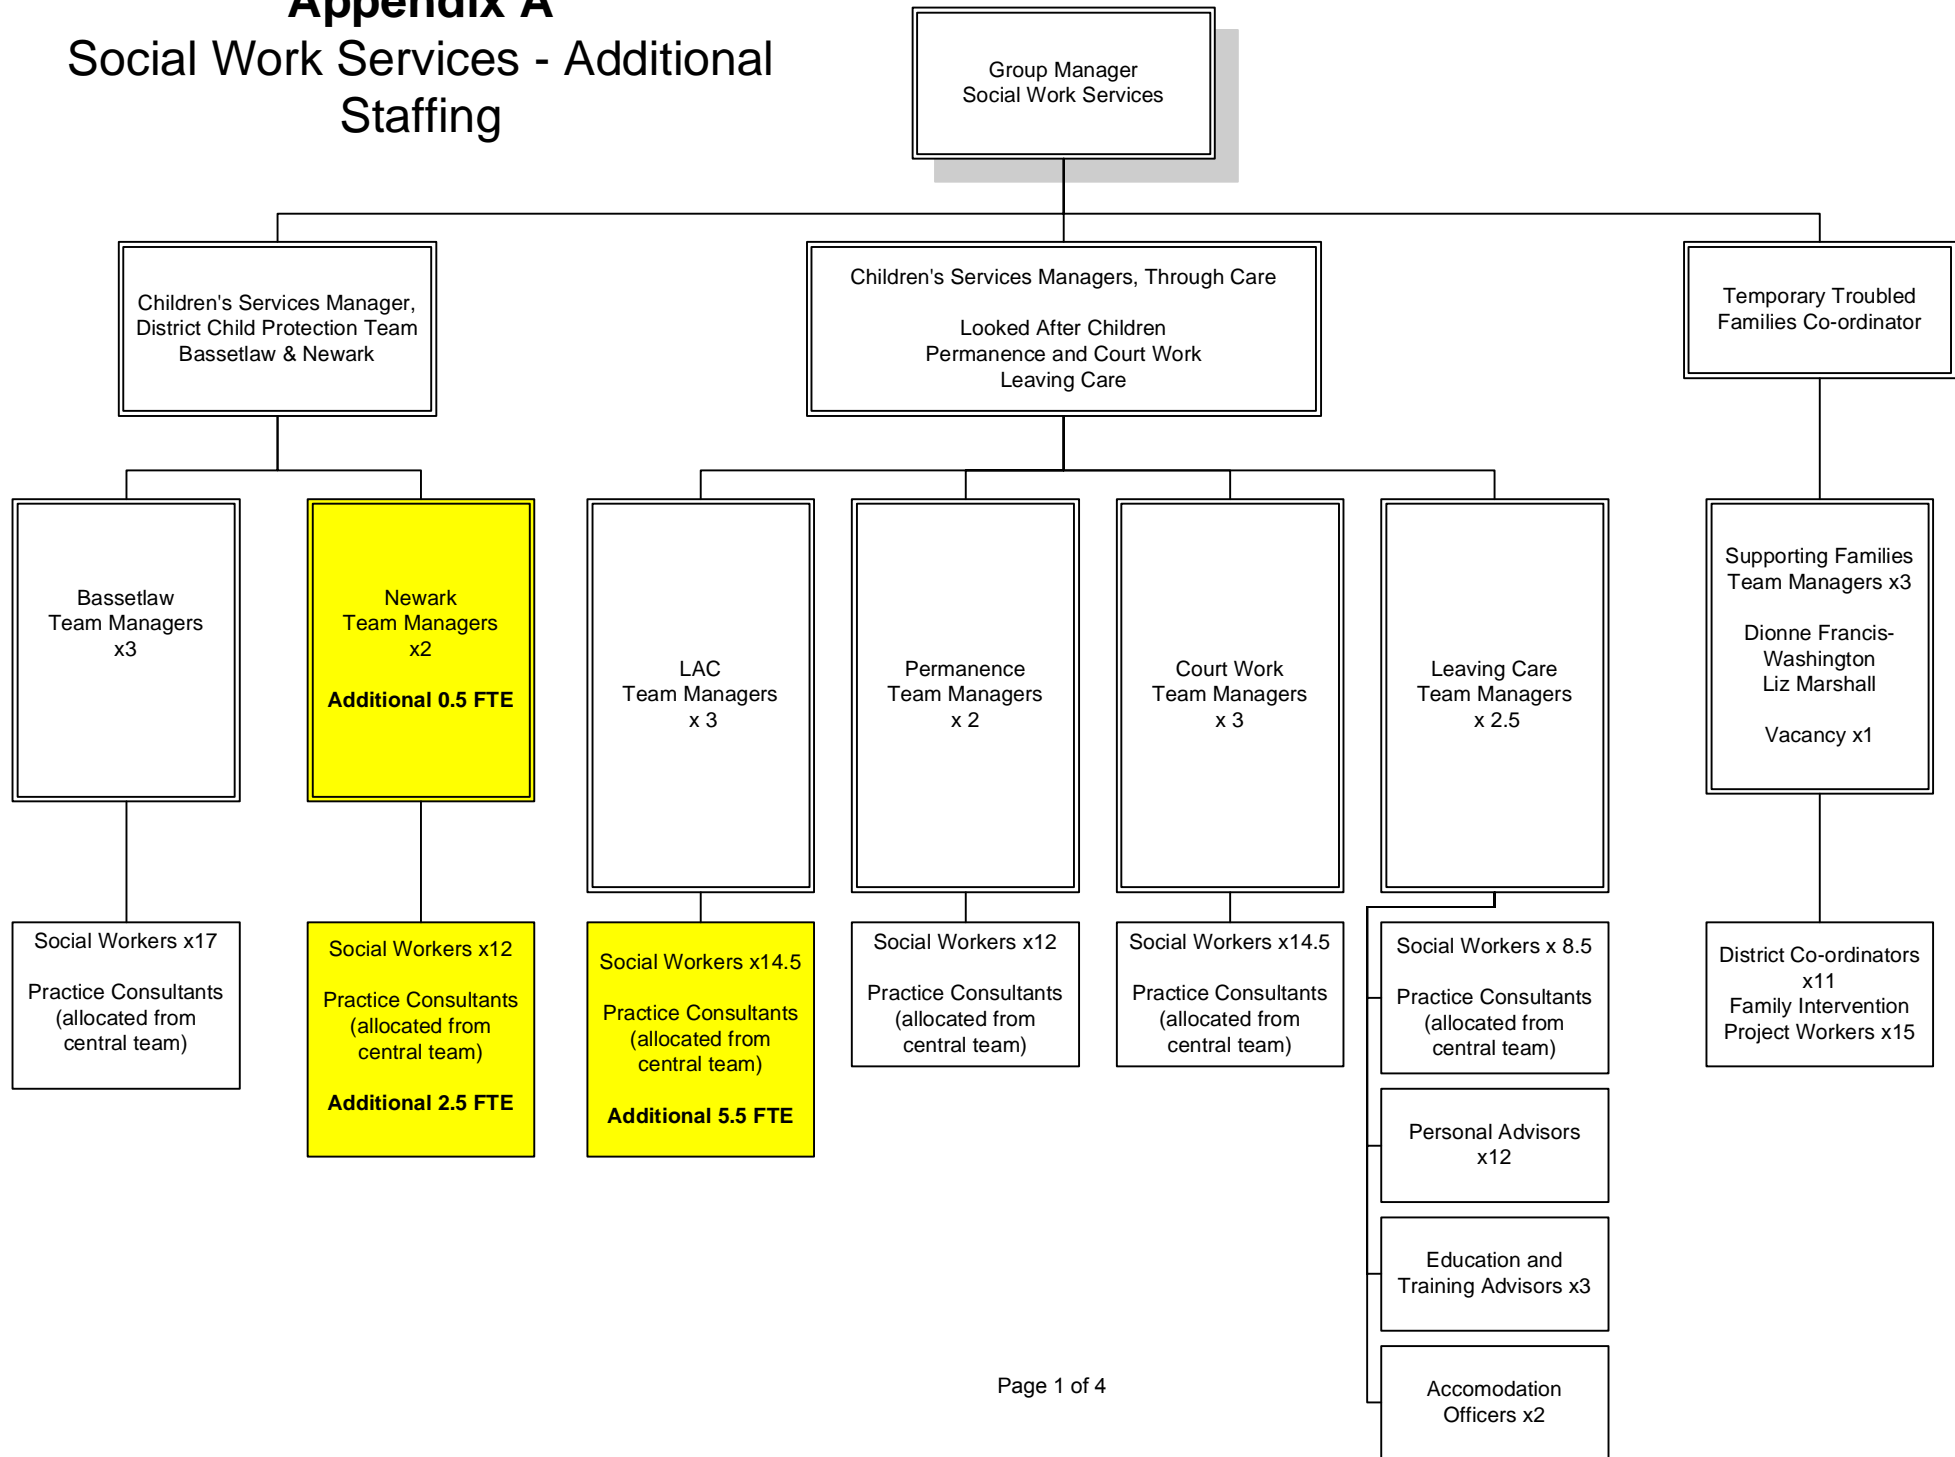 Appendix A
Social Work Services - Additional
Staffing
Group Manager
Social Work Services
Children's Services Manager,
District Child Protection Team
Bassetlaw & Newark
Children's Services Managers, Through Care
Looked After Children
Permanence and Court Work
Leaving Care
Temporary Troubled
Families Co-ordinator
Bassetlaw
Team Managers
x3
Newark
Team Managers
x2
Additional 0.5 FTE
LAC
Team Managers
x 3
Permanence
Team Managers
x 2
Court Work
Team Managers
x 3
Leaving Care
Team Managers
x 2.5
Supporting Families
Team Managers x3
Dionne Francis-
Washington
Liz Marshall
Vacancy x1
Social Workers x17
Practice Consultants
(allocated from
central team)
Social Workers x12
Practice Consultants
(allocated from
central team)
Additional 2.5 FTE
Social Workers x14.5
Practice Consultants
(allocated from
central team)
Additional 5.5 FTE
Social Workers x12
Practice Consultants
(allocated from
central team)
Social Workers x14.5
Practice Consultants
(allocated from
central team)
Social Workers x 8.5
Practice Consultants
(allocated from
central team)
District Co-ordinators
x11
Family Intervention
Project Workers x15
Personal Advisors
x12
Education and
Training Advisors x3
Accomodation
Officers x2
Page 1 of 4